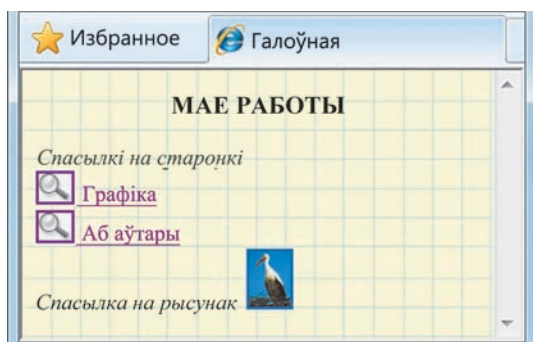 Избранное
Галоўная
МАЕ РАБОТЫ
Спасылкі на старонкі
Графіка
Аб аўтары
Спасылка на рысунак